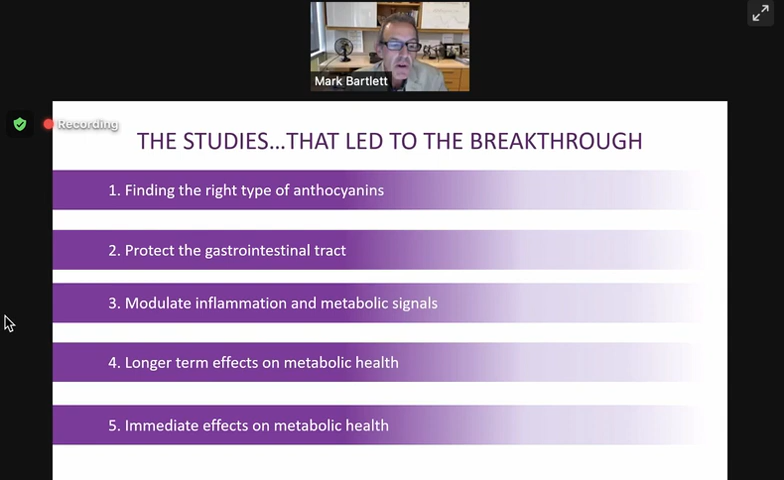 Mark Bartlett
Recording
THE STUDIES...THAT LED TO THE BREAKTHROUGH
1. Finding the right type of anthocyanins
2. Protect the gastrointestinal tract
3. Modulate inflammation and metabolic signals
4. Longer term effects on metabolic health
5. Immediate effects on metabolic health